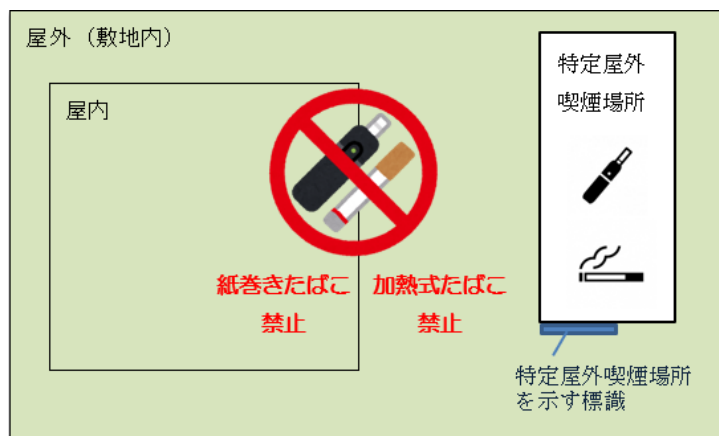 屋外（敷地内）
屋内
特定屋外
喫煙場所
紙巻きたばこ
禁止
加熱式たばこ
禁止
特定屋外喫煙場所
を示す標識